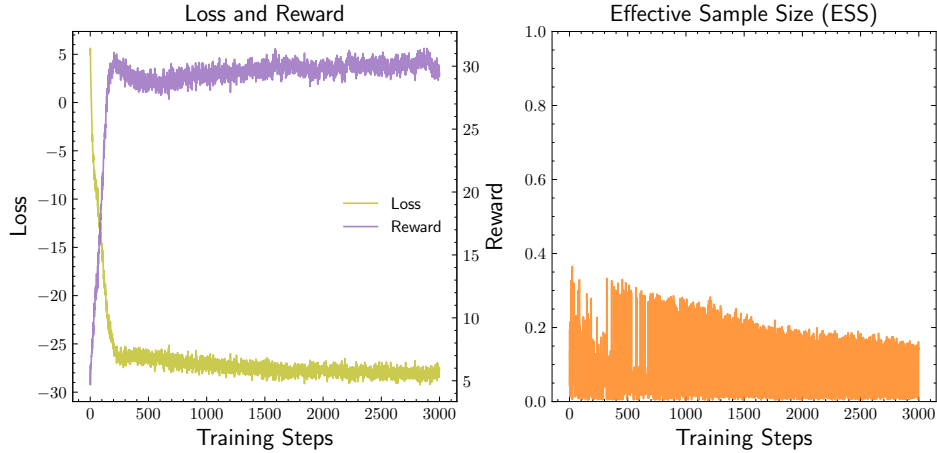 Loss and Reward
5
0
−5
−10
−15
−20
−25
−30
Loss
30
25
20
15
10
5
Reward
Loss
Reward
0 500 1000 1500 2000 2500 3000
Training Steps
Effective Sample Size (ESS)
1.0
0.8
0.6
0.4
0.2
0.0
0 500 1000 1500 2000 2500 3000
Training Steps